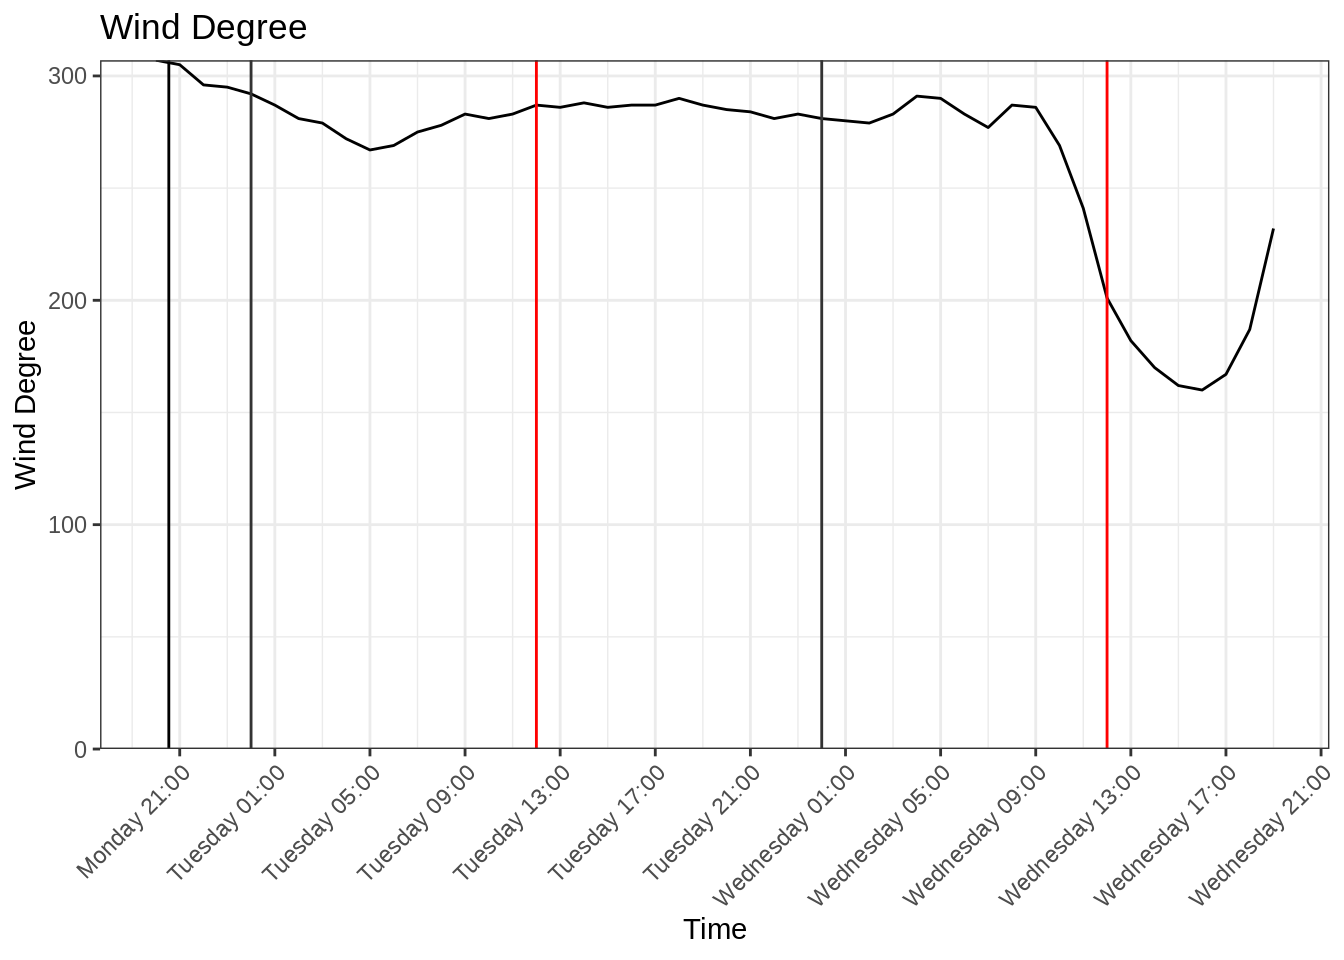 Wind Degree
Wind Degree
300
200
100
0
Monday 21:00
Tuesday 01:00
Tuesday 05:00
Tuesday 09:00
Tuesday 13:00
Tuesday 17:00
Tuesday 21:00
Wednesday 01:00
Wednesday 05:00
Wednesday 09:00
Wednesday 13:00
Wednesday 17:00
Wednesday 21:00
Time